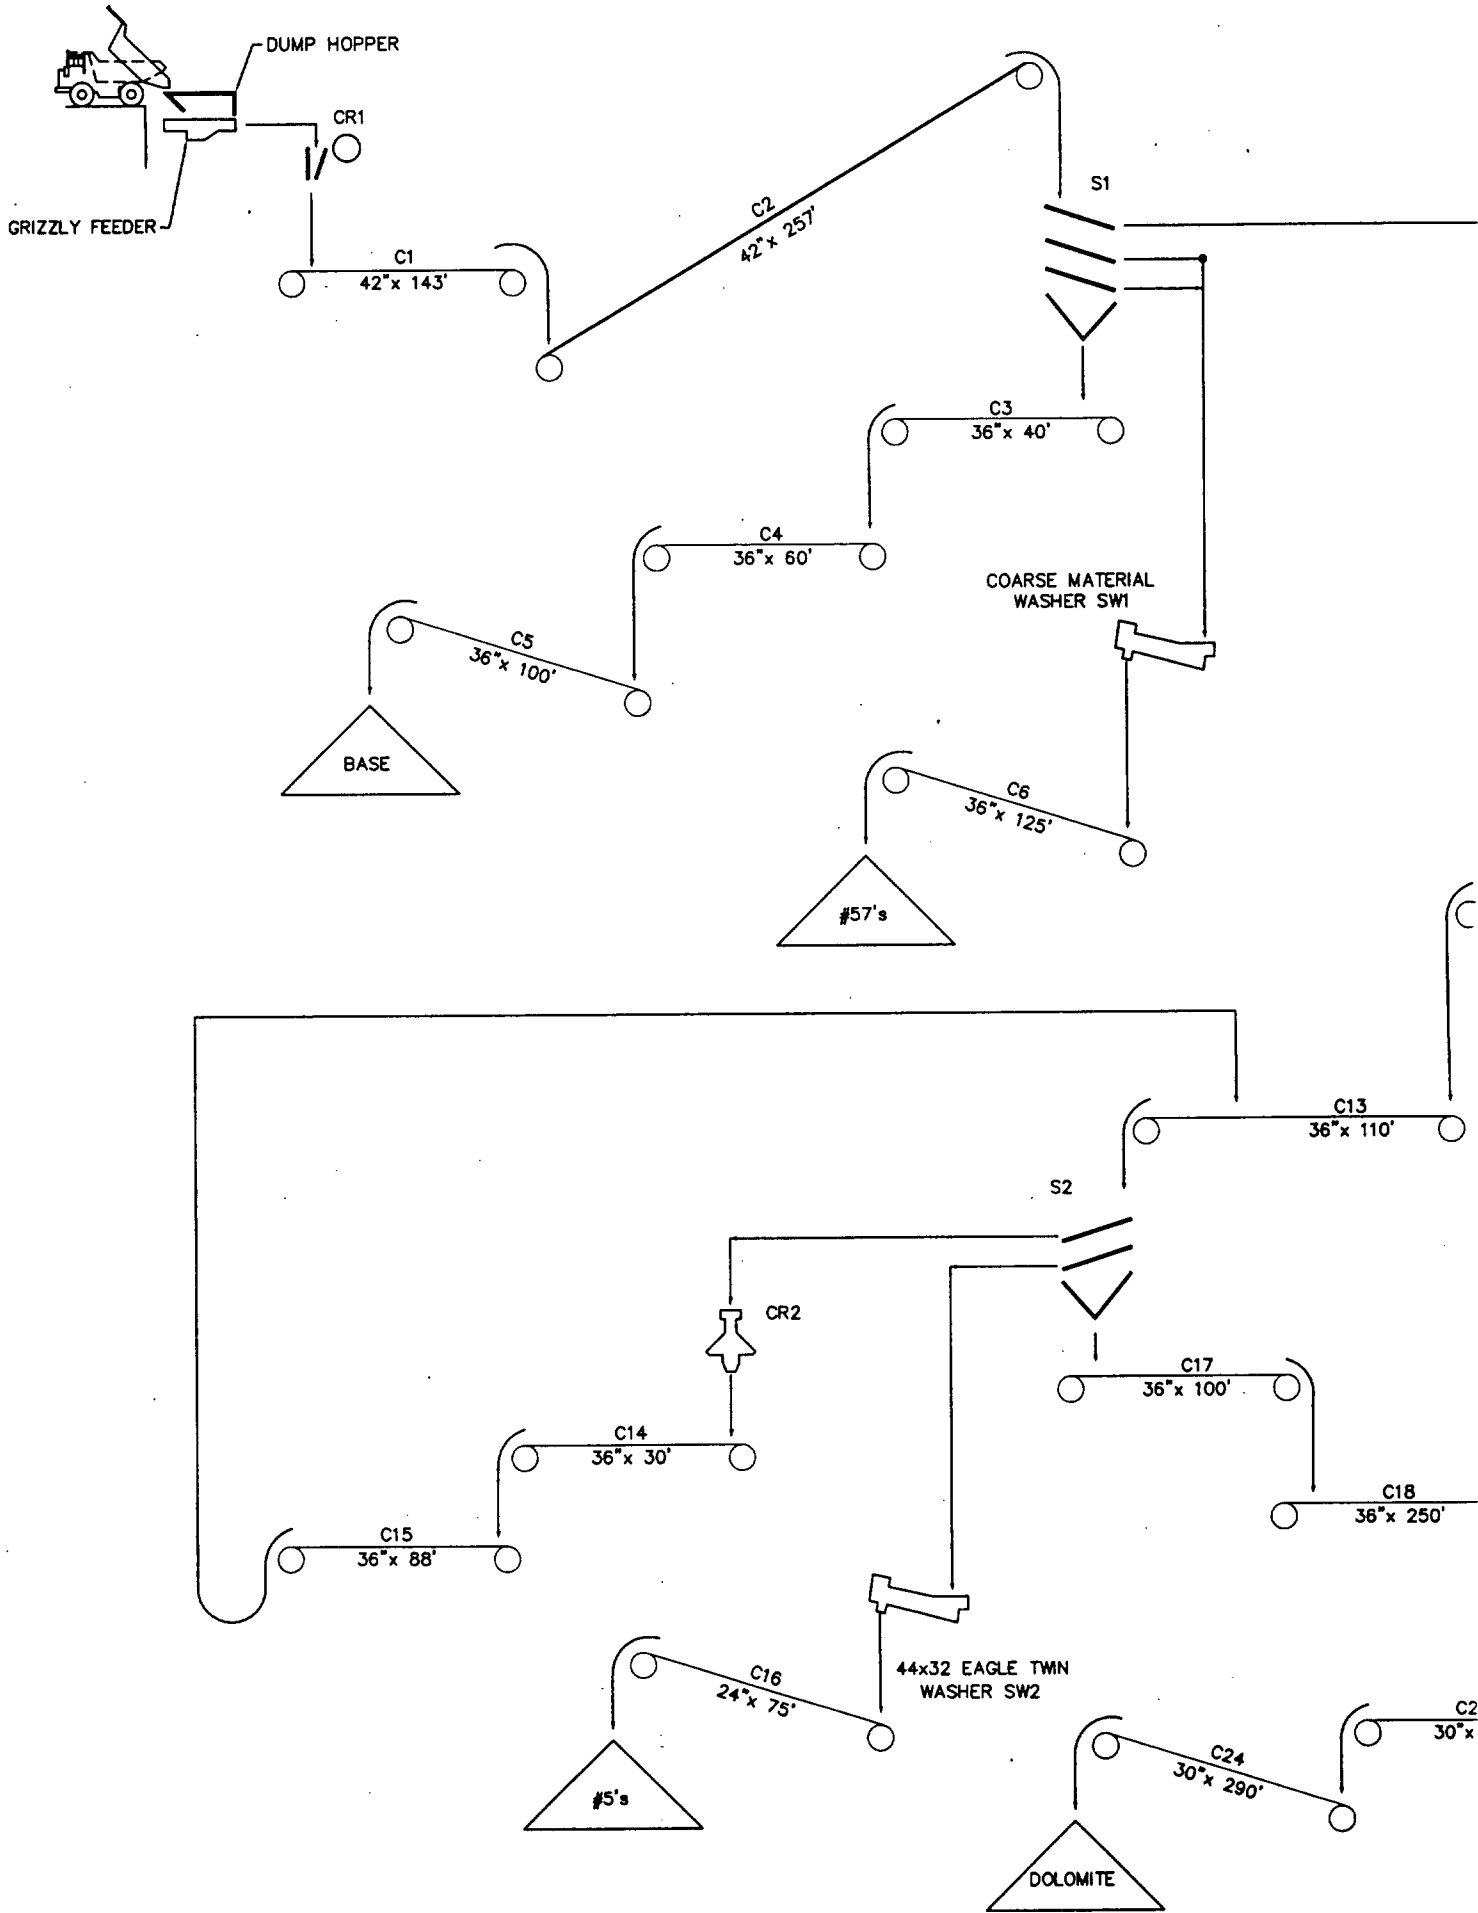 DUMP HOPPER
CR1
GRIZZLY FEEDER
C1
42"x 143'
C2
42"x 257'
S1
C3
36"x 40'
C4
36"x 60'
COARSE MATERIAL
WASHER SW1
C5
36"x 100'
BASE
C6
36"x 125'
#57's
C13
36"x 110'
S2
CR2
C17
36"x 100'
C14
36"x 30'
C18
36"x 250'
C15
36"x 88'
44x32 EAGLE TWIN
WASHER SW2
C16
24"x 75'
#5's
C2
30"x
C24
30"x 290'
DOLOMITE